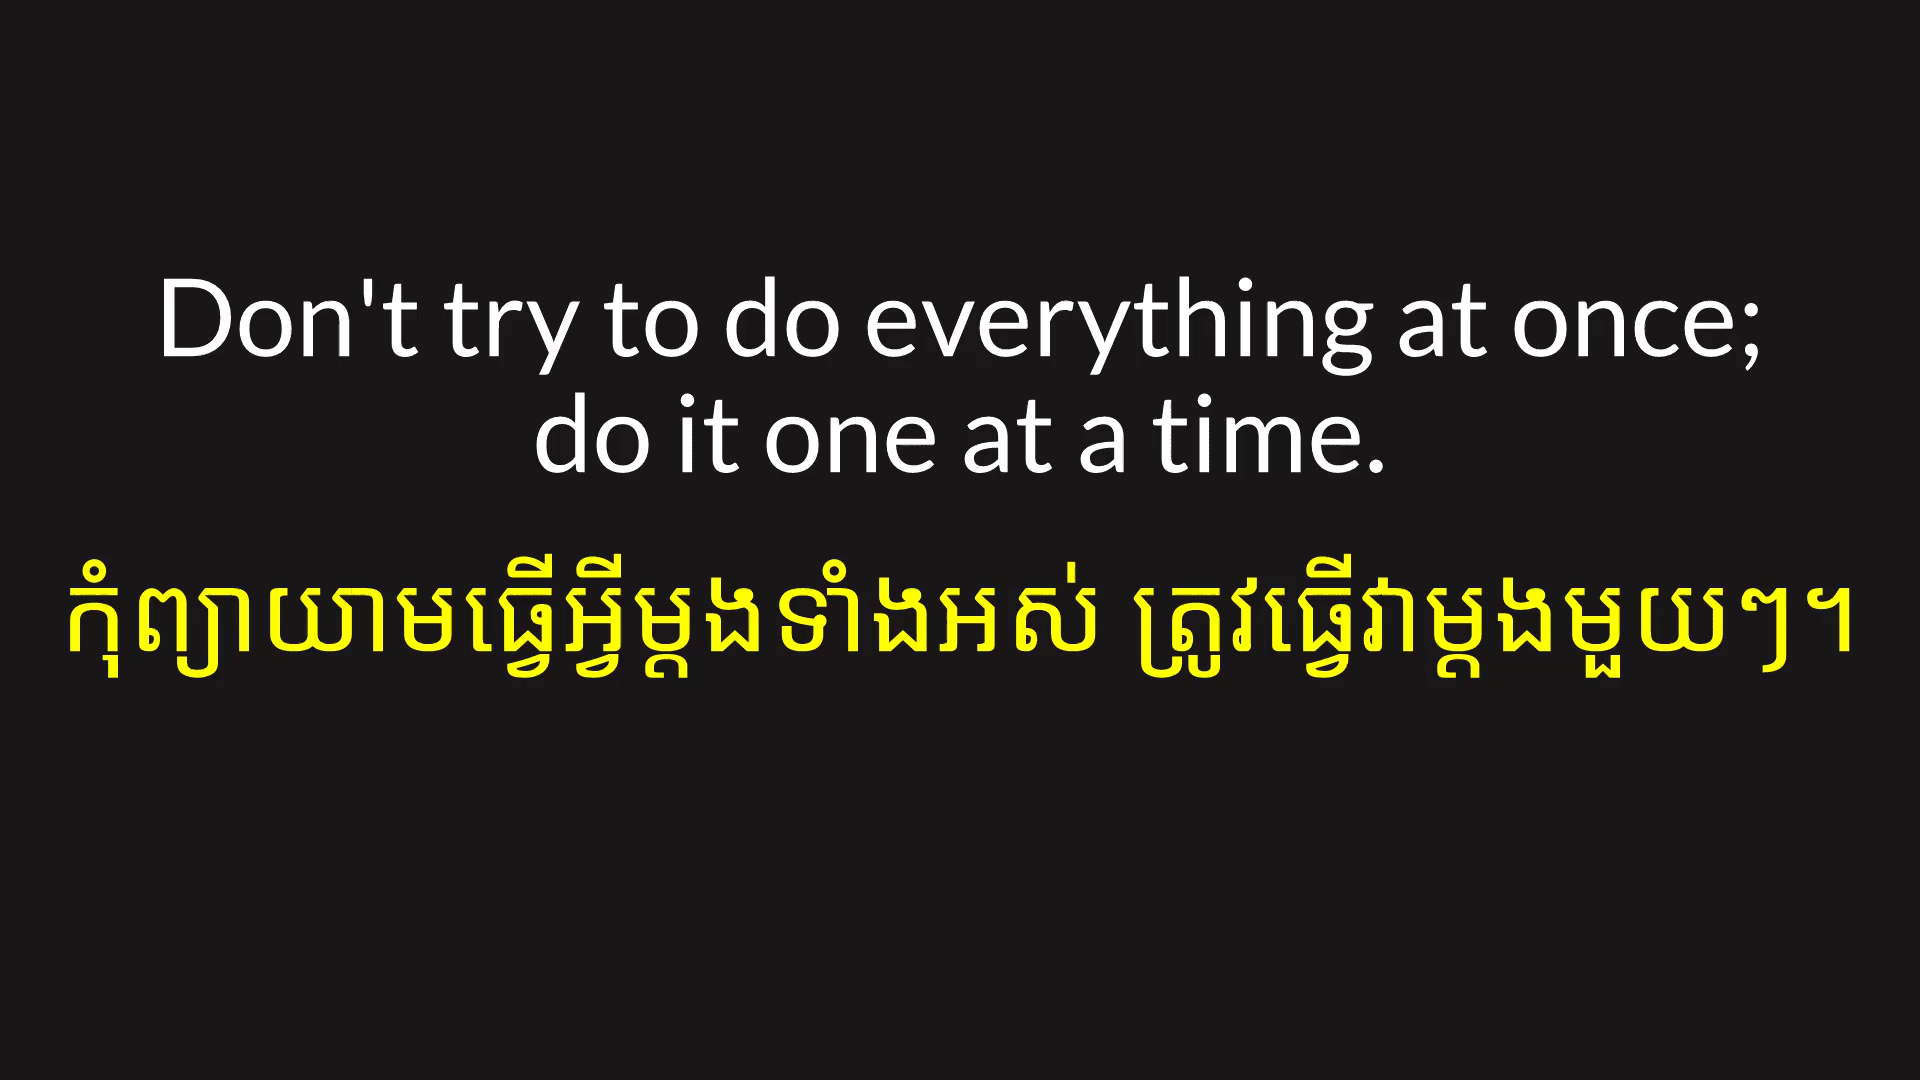 Don't try to do everything at once;
do it one at a time.
កុំព្យាយាមធ្វើអ្វីម្ដងទាំងអស់ ត្រូវធ្វើវាម្ដងមួយៗ។